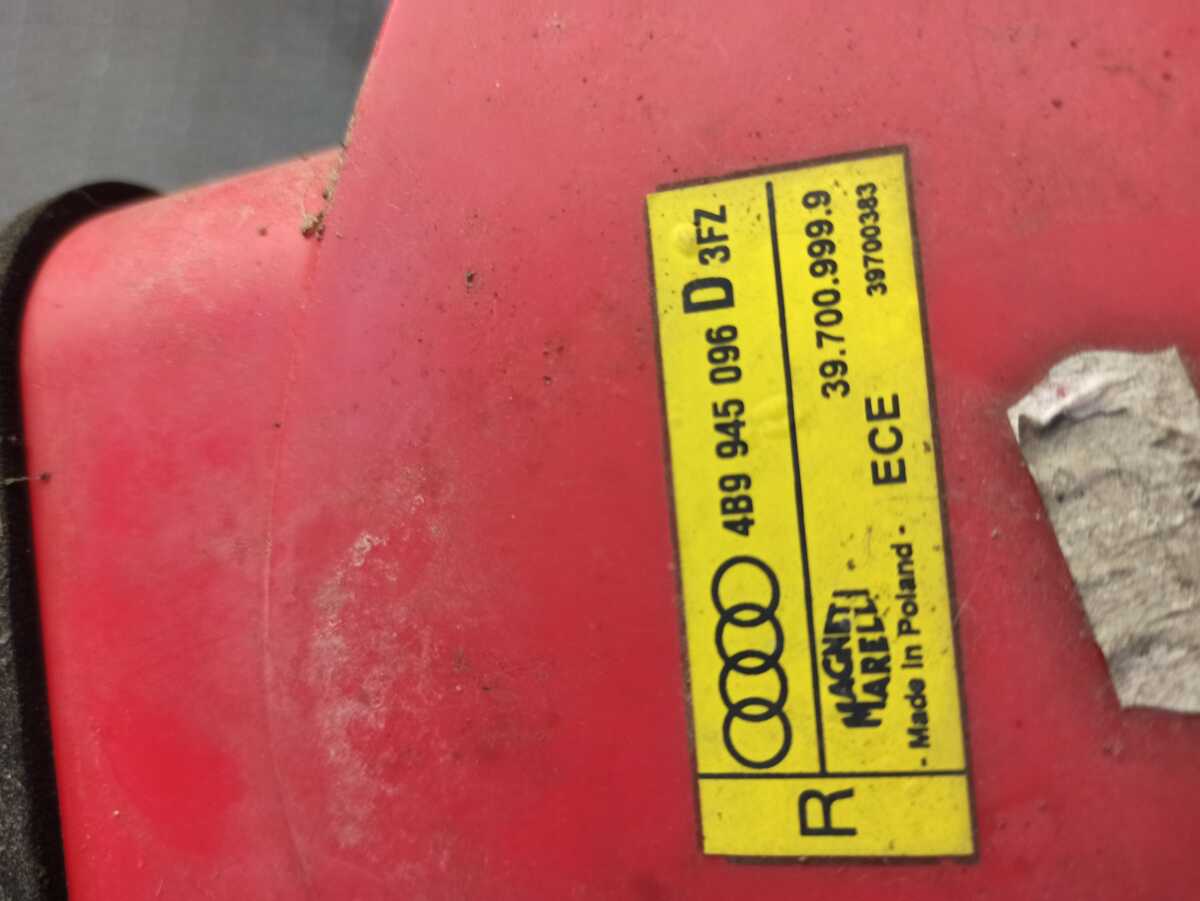 R
4B9 945 096 D 3FZ
39.700.999.9
MAGNETI
MARELLI
ECE
39700383
- Made In Poland -